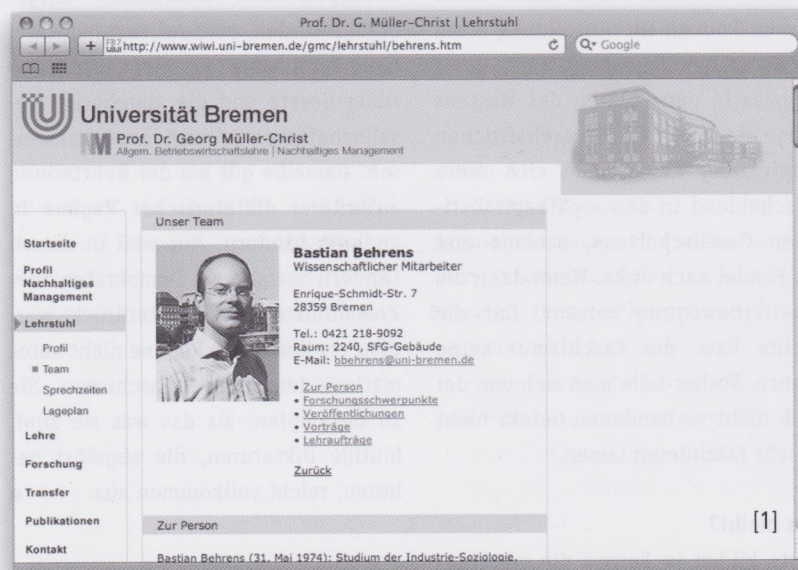 Prof. Dr. G. Müller-Christ | Lehrstuhl
http://www.wiwi.uni-bremen.de/gmc/lehrstuhl/behrens.htm
Google
Universität Bremen
Prof. Dr. Georg Müller-Christ
Allgem. Betriebswirtschaftslehre | Nachhaltiges Management
Startseite
Profil
Nachhaltiges
Management
Lehrstuhl
Profil
Team
Sprechzeiten
Lageplan
Lehre
Forschung
Transfer
Publikationen
Kontakt
Unser Team
Bastian Behrens
Wissenschaftlicher Mitarbeiter
Enrique-Schmidt-Str. 7
28359 Bremen
Tel.: 0421 218-9092
Raum: 2240, SFG-Gebäude
E-Mail: bbehrens@uni-bremen.de
• Zur Person
• Forschungsschwerpunkte
• Veröffentlichungen
• Vorträge
• Lehraufträge
Zurück
Zur Person
Bastian Behrens (31. Mai 1974): Studium der Industrie-Soziologie,
[1]